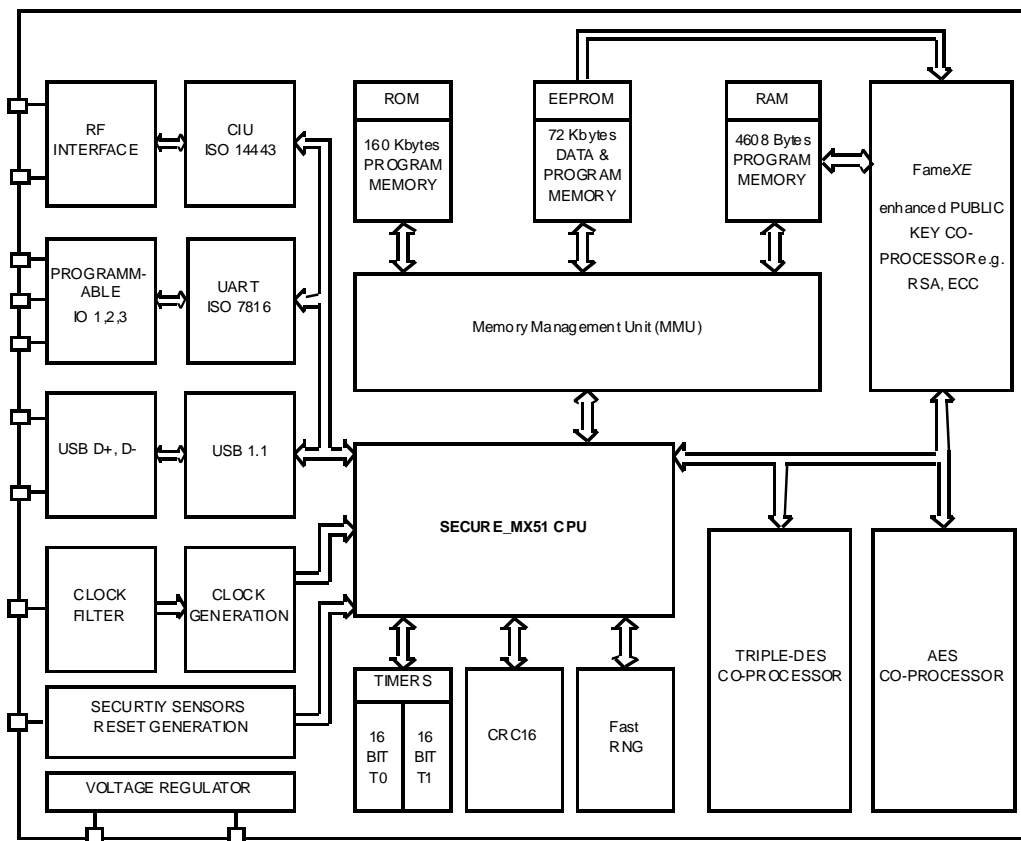 ROM
160 Kbytes
PROGRAM
MEMORY
EEPROM
72 Kbytes
DATA &
PROGRAM
MEMORY
RAM
4608 Bytes
PROGRAM
MEMORY
FameXE
enhanced PUBLIC
KEY CO-
PROCESSOR e.g.
RSA, ECC
RF
INTERFACE
CIU
ISO 14443
PROGRAMM-
ABLE
IO 1,2,3
UART
ISO 7816
Memory Management Unit (MMU)
USB D+, D-
USB 1.1
SECURE_MX51 CPU
CLOCK
FILTER
CLOCK
GENERATION
TRIPLE-DES
CO-PROCESSOR
AES
CO-PROCESSOR
SECURTIY SENSORS
RESET GENERATION
TIMERS
16
BIT
T0
16
BIT
T1
CRC16
Fast
RNG
VOLTAGE REGULATOR